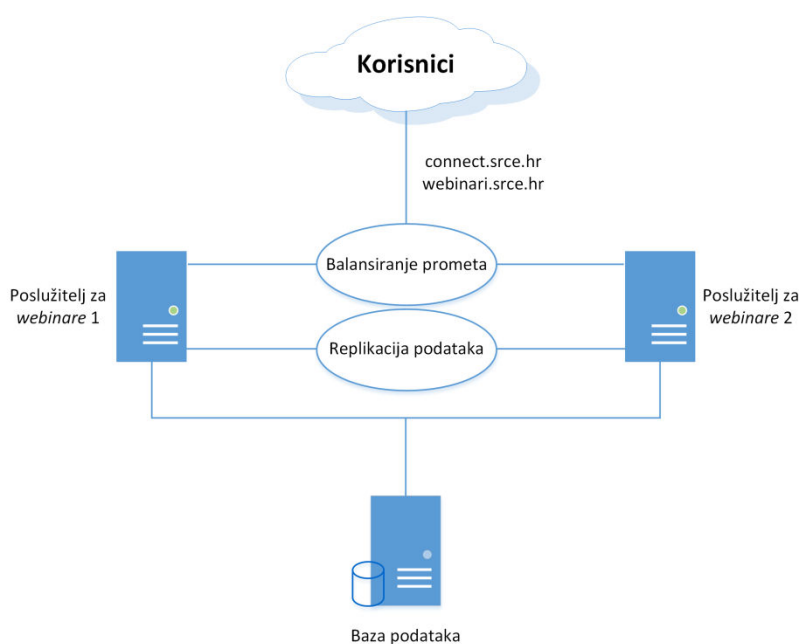 Korisnici
connect.srce.hr
webinari.srce.hr
Balansiranje prometa
Poslužitelj za
webinare 1
Poslužitelj za
webinare 2
Replikacija podataka
Baza podataka